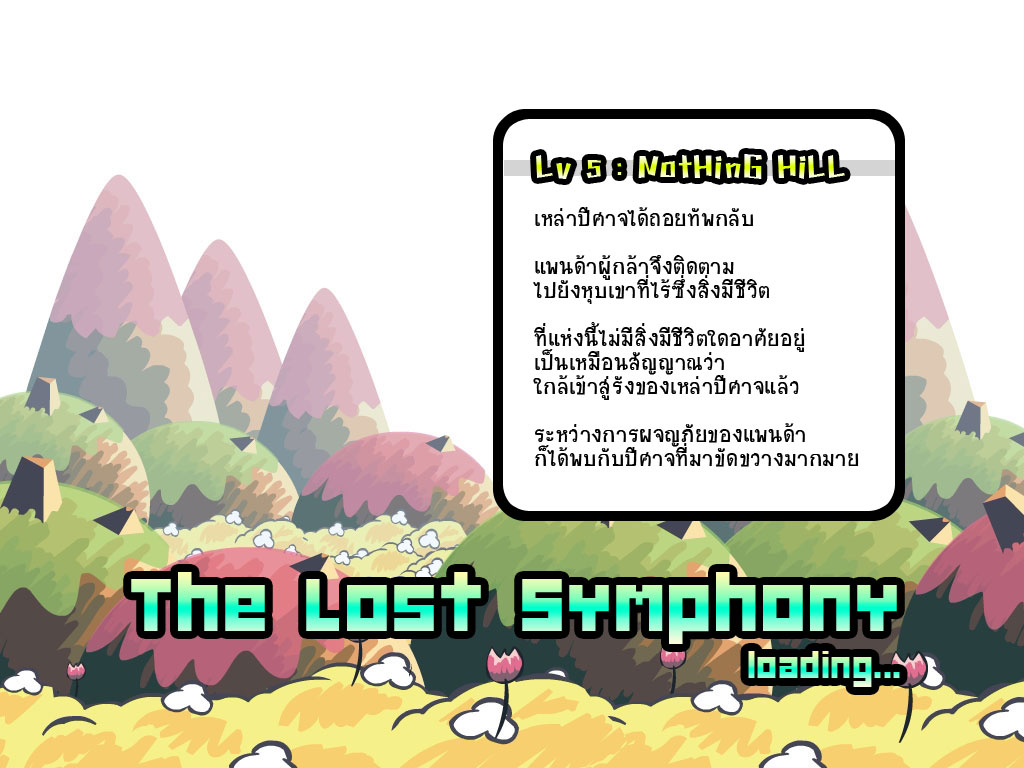 Lv 5 : NotHinG HiLL
เหล่าปีศาจได้ถอยทัพกลับ
แพนด้าผู้กล้าจึงติดตาม
ไปยังหุบเขาที่ไร้ซึ่งสิ่งมีชีวิต
ที่แห่งนี้ไม่มีสิ่งมีชีวิตใดอาศัยอยู่
เป็นเหมือนสัญญาณว่า
ใกล้เข้าสู่รังของเหล่าปีศาจแล้ว
ระหว่างการผจญภัยของแพนด้า
ก็ได้พบกับปีศาจที่มาขัดขวางมากมาย
The Lost Symphony
loading...